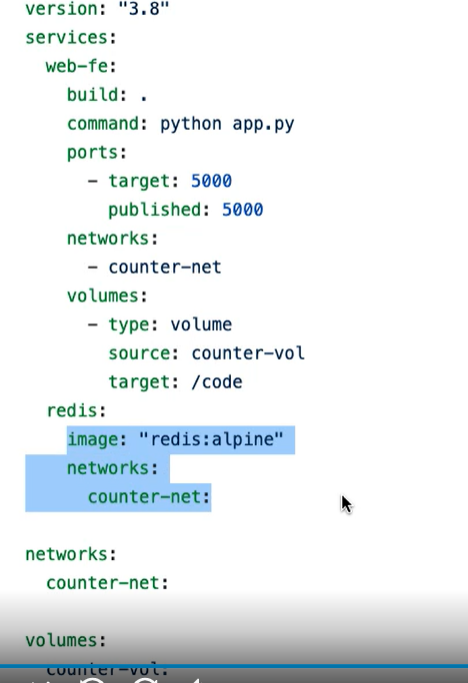 version: "3.8"
services:
  web-fe:
    build: .
    command: python app.py
    ports:
      - target: 5000
        published: 5000
    networks:
      - counter-net
    volumes:
      - type: volume
        source: counter-vol
        target: /code
  redis:
    image: "redis:alpine"
    networks:
      counter-net:
networks:
  counter-net:
volumes:
  counter-vol: